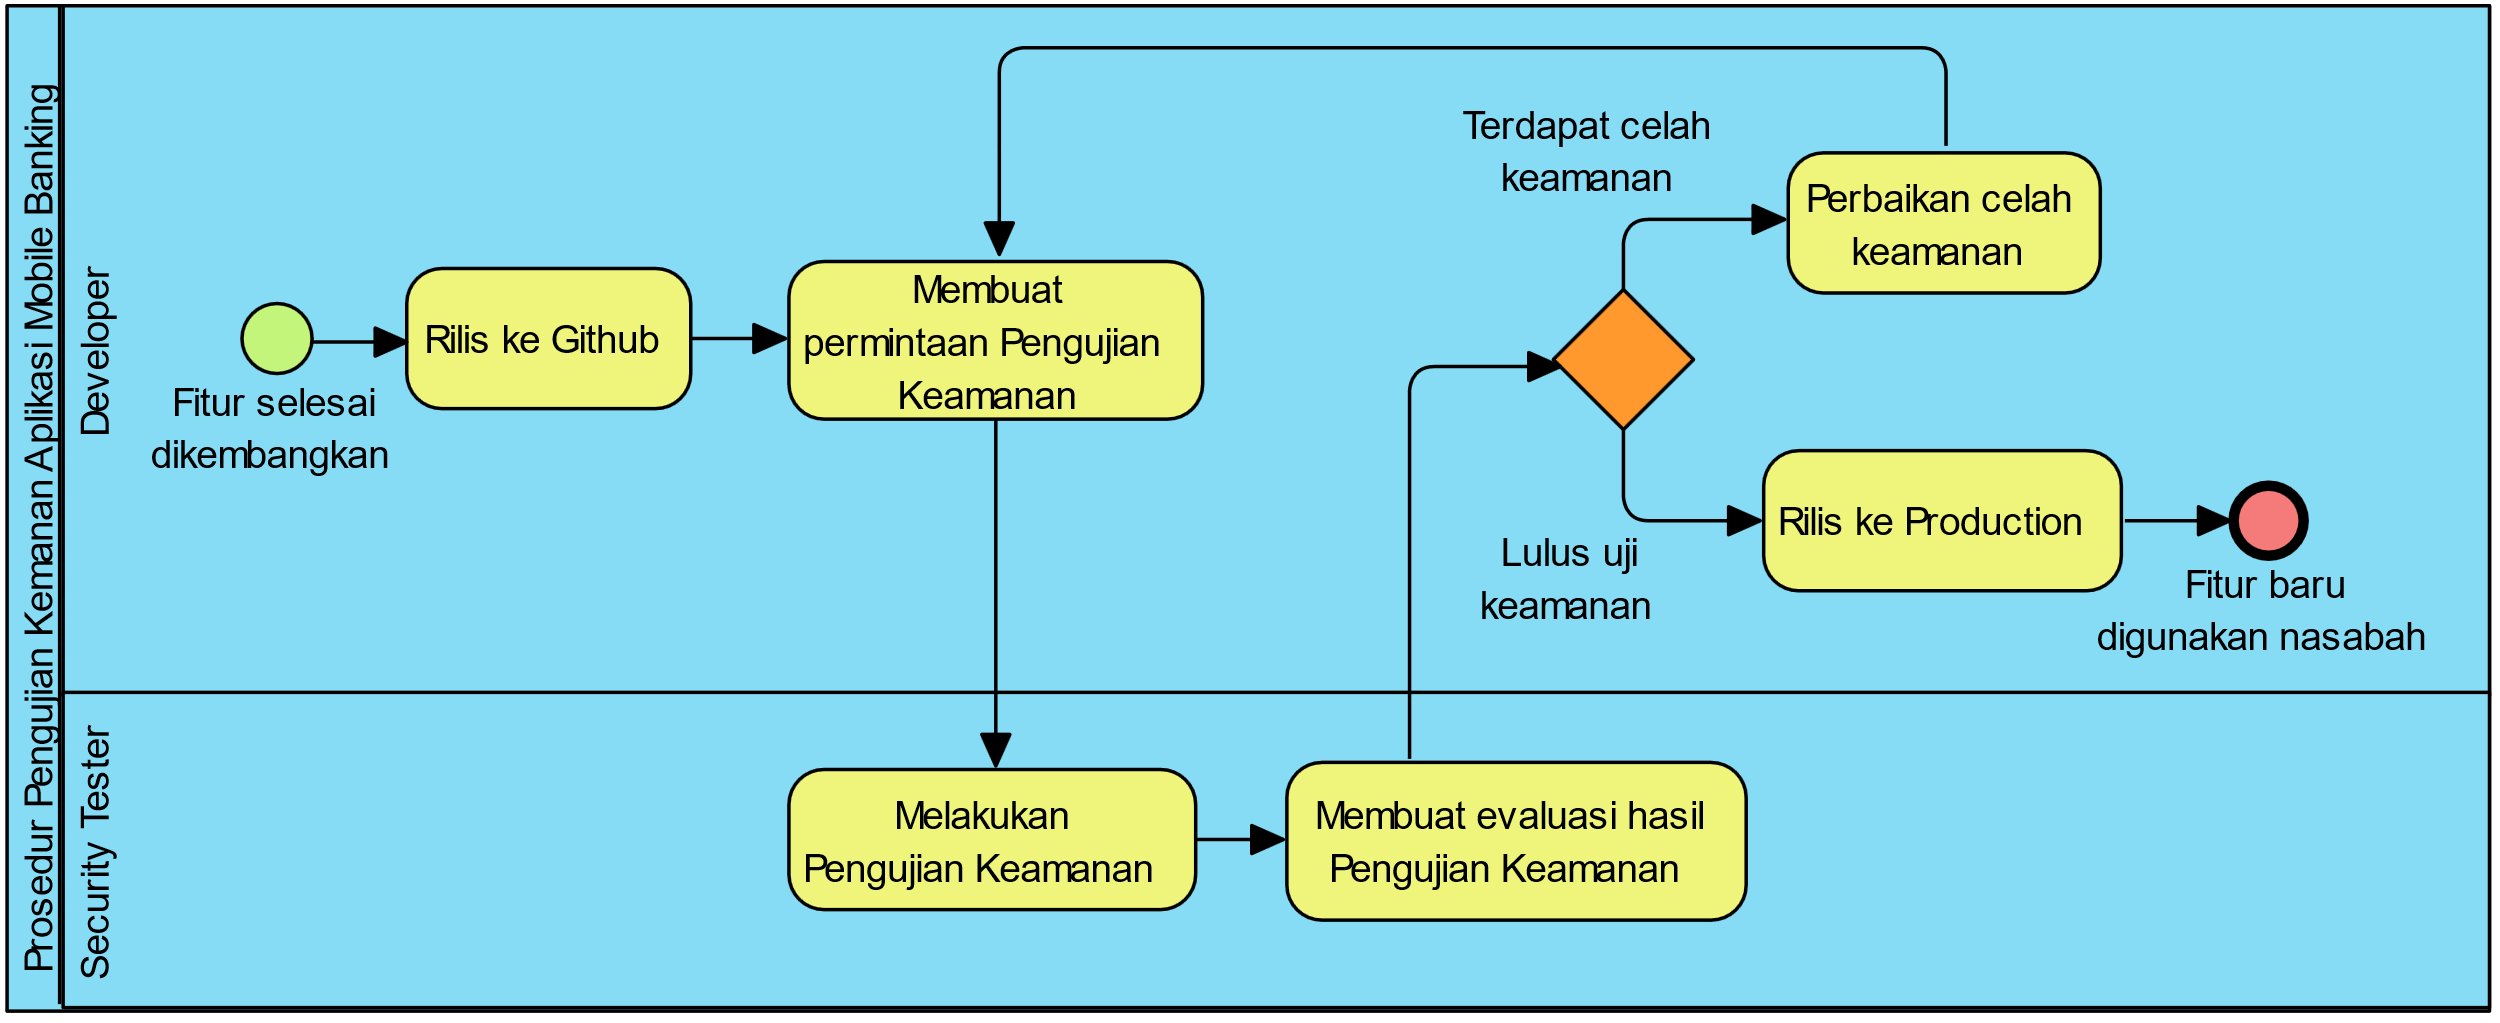 Prosedur Pengujian Kemanan Aplikasi Mobile Banking
Developer
Fitur selesai
dikembangkan
Rilis ke Github
Membuat
permintaan Pengujian
Keamanan
Terdapat celah
keamanan
Perbaikan celah
keamanan
Lulus uji
keamanan
Rilis ke Production
Fitur baru
digunakan nasabah
Security Tester
Melakukan
Pengujian Keamanan
Membuat evaluasi hasil
Pengujian Keamanan